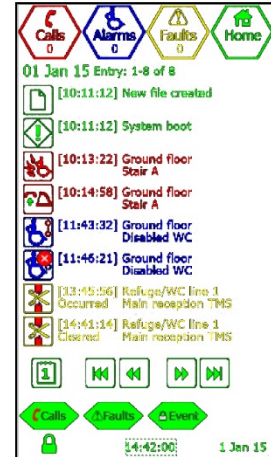 Calls
0
Alarms
0
Faults
0
Home
01 Jan 15 Entry: 1-8 of 8
[10:11:12] New file created
[10:11:12] System boot
[10:13:22] Ground floor
Stair A
[10:14:58] Ground floor
Stair A
[11:43:32] Ground floor
Disabled WC
[11:46:21] Ground floor
Disabled WC
[13:45:56] Refuge/WC line 1
Occurred Main reception TMS
[14:41:14] Refuge/WC line 1
Cleared Main reception TMS
1
Calls
Faults
Event
14:42:00
1 Jan 15